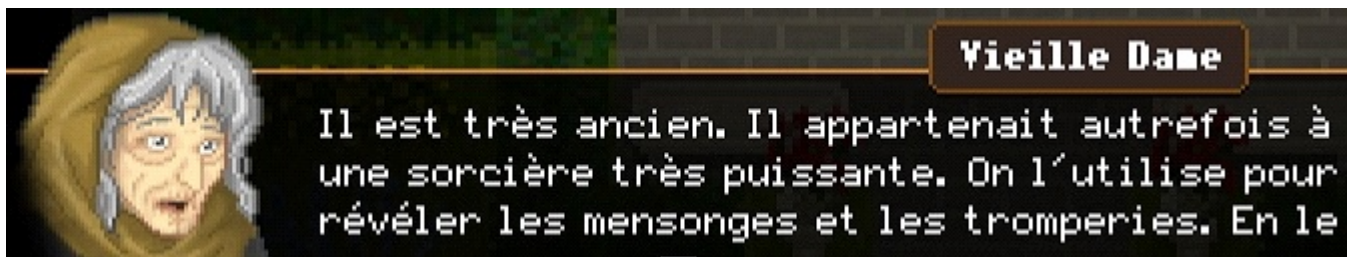 Vieille Dame
Il est très ancien. Il appartenait autrefois à
une sorcière très puissante. On l'utilise pour
révéler les mensonges et les tromperies. En le